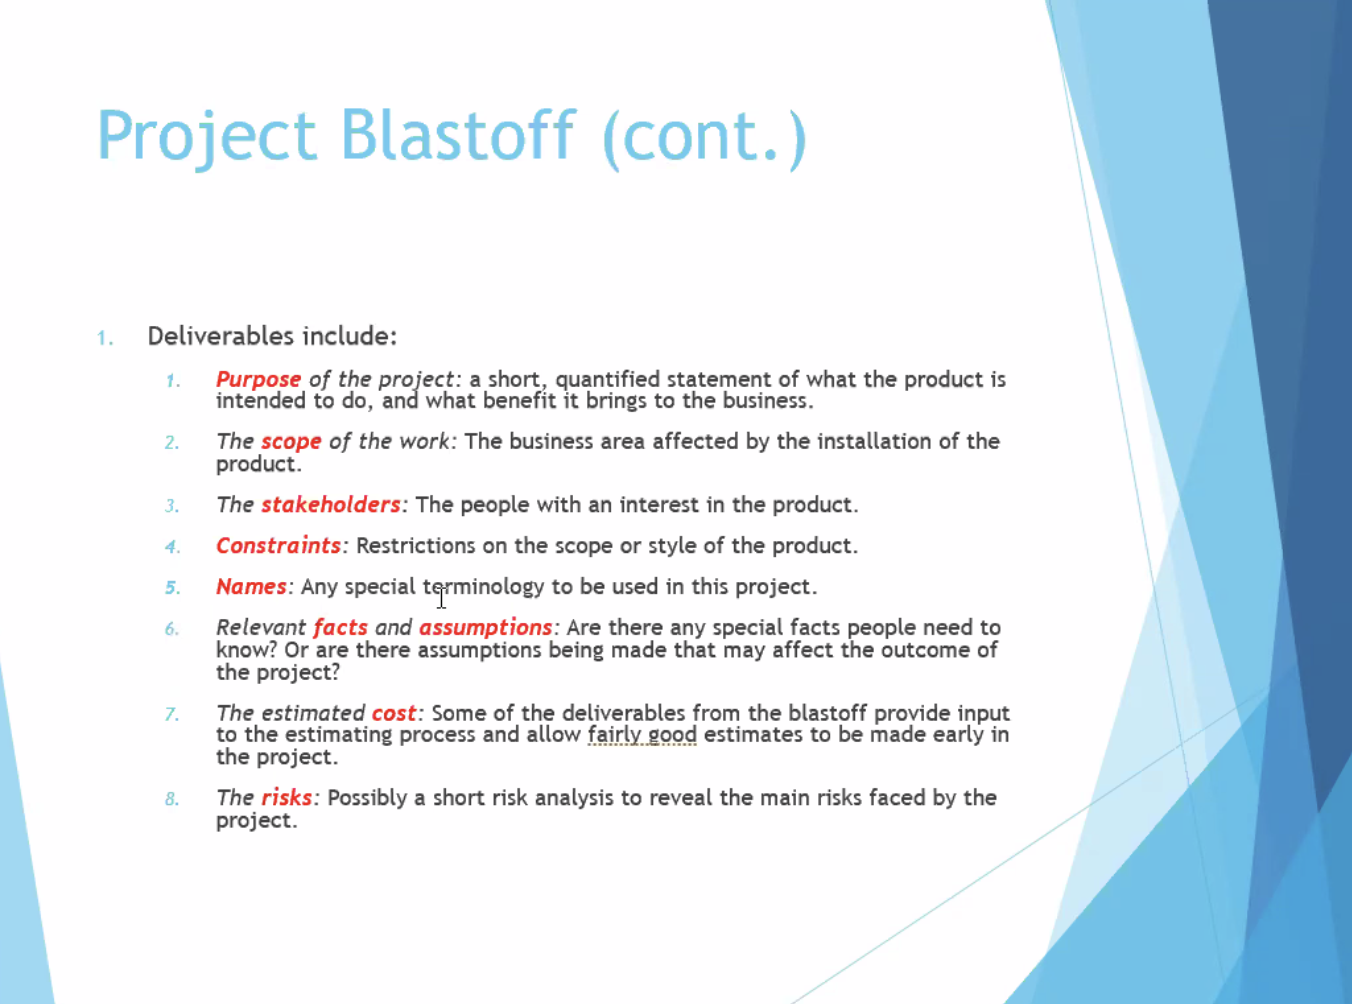 Project Blastoff (cont.)
1. Deliverables include:
1. Purpose of the project: a short, quantified statement of what the product is
intended to do, and what benefit it brings to the business.
2. The scope of the work: The business area affected by the installation of the
product.
3. The stakeholders: The people with an interest in the product.
4. Constraints: Restrictions on the scope or style of the product.
5. Names: Any special terminology to be used in this project.
6. Relevant facts and assumptions: Are there any special facts people need to
know? Or are there assumptions being made that may affect the outcome of
the project?
7. The estimated cost: Some of the deliverables from the blastoff provide input
to the estimating process and allow fairly good estimates to be made early in
the project.
8. The risks: Possibly a short risk analysis to reveal the main risks faced by the
project.